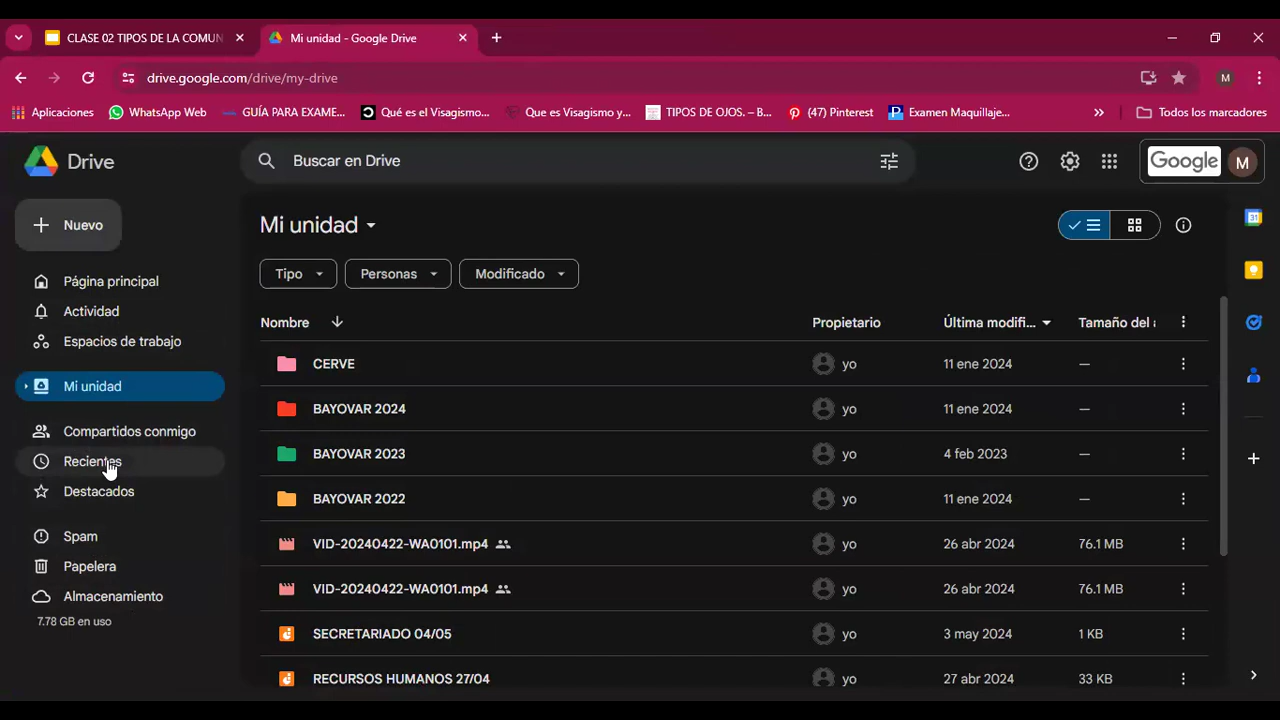 CLASE 02 TIPOS DE LA COMUN
Mi unidad - Google Drive
drive.google.com/drive/my-drive
M
Aplicaciones
WhatsApp Web
GUÍA PARA EXAME...
Qué es el Visagismo...
Que es Visagismo y...
TIPOS DE OJOS. – B...
(47) Pinterest
Examen Maquillaje...
»
Todos los marcadores
Drive
Buscar en Drive
Google
M
Nuevo
Página principal
Actividad
Espacios de trabajo
Mi unidad
Compartidos conmigo
Recientes
Destacados
Spam
Papelera
Almacenamiento
7.78 GB en uso
Mi unidad
Tipo
Personas
Modificado
Nombre
Propietario
Última modifi...
Tamaño del a
CERVE yo 11 ene 2024 —
BAYOVAR 2024 yo 11 ene 2024 —
BAYOVAR 2023 yo 4 feb 2023 —
BAYOVAR 2022 yo 11 ene 2024 —
VID-20240422-WA0101.mp4 yo 26 abr 2024 76.1 MB
VID-20240422-WA0101.mp4 yo 26 abr 2024 76.1 MB
SECRETARIADO 04/05 yo 3 may 2024 1 KB
RECURSOS HUMANOS 27/04 yo 27 abr 2024 33 KB
31